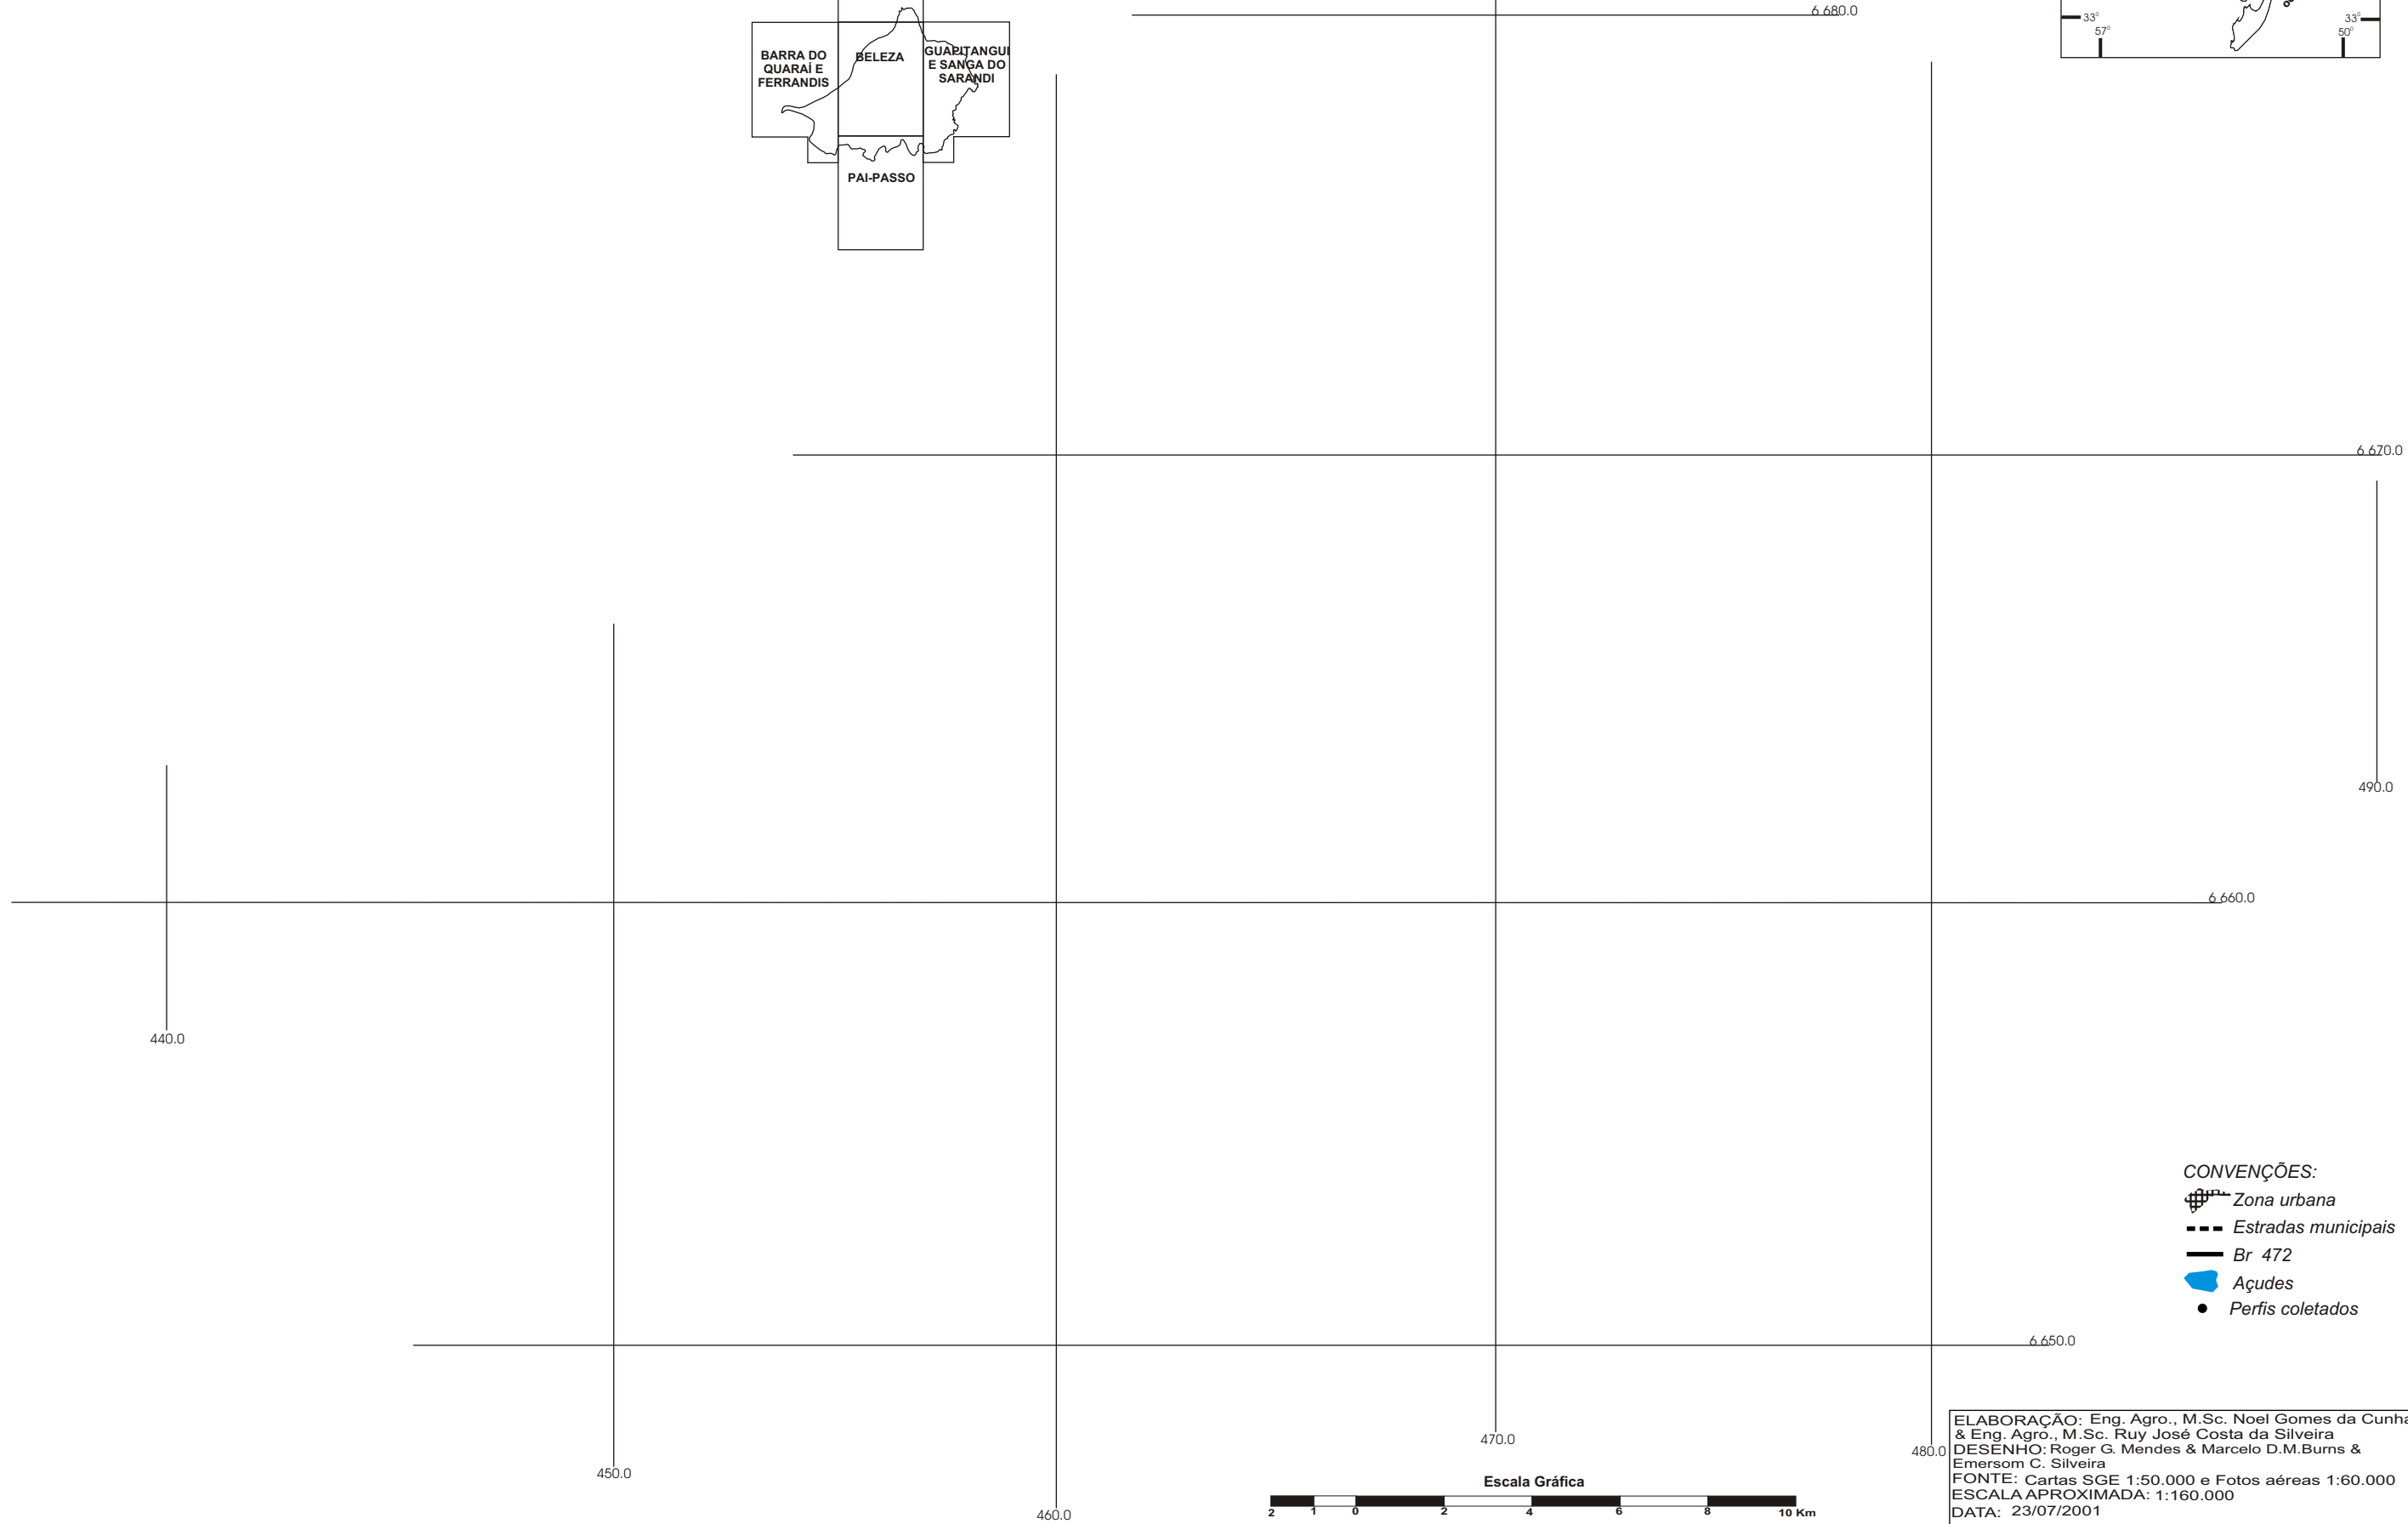 6 680.0
33°
33°
57°
50°
BARRA DO
QUARAÍ E
FERRANDIS
BELEZA
GUAPITANGUI
E SANGA DO
SARANDI
PAI-PASSO
6 670.0
490.0
6 660.0
440.0
CONVENÇÕES:
Zona urbana
Estradas municipais
Br 472
Açudes
Perfis coletados
6 650.0
470.0
480.0
450.0
460.0
Escala Gráfica
2 1 0 2 4 6 8 10 Km
ELABORAÇÃO: Eng. Agro., M.Sc. Noel Gomes da Cunha
& Eng. Agro., M.Sc. Ruy José Costa da Silveira
DESENHO: Roger G. Mendes & Marcelo D.M.Burns &
Emersom C. Silveira
FONTE: Cartas SGE 1:50.000 e Fotos aéreas 1:60.000
ESCALA APROXIMADA: 1:160.000
DATA: 23/07/2001